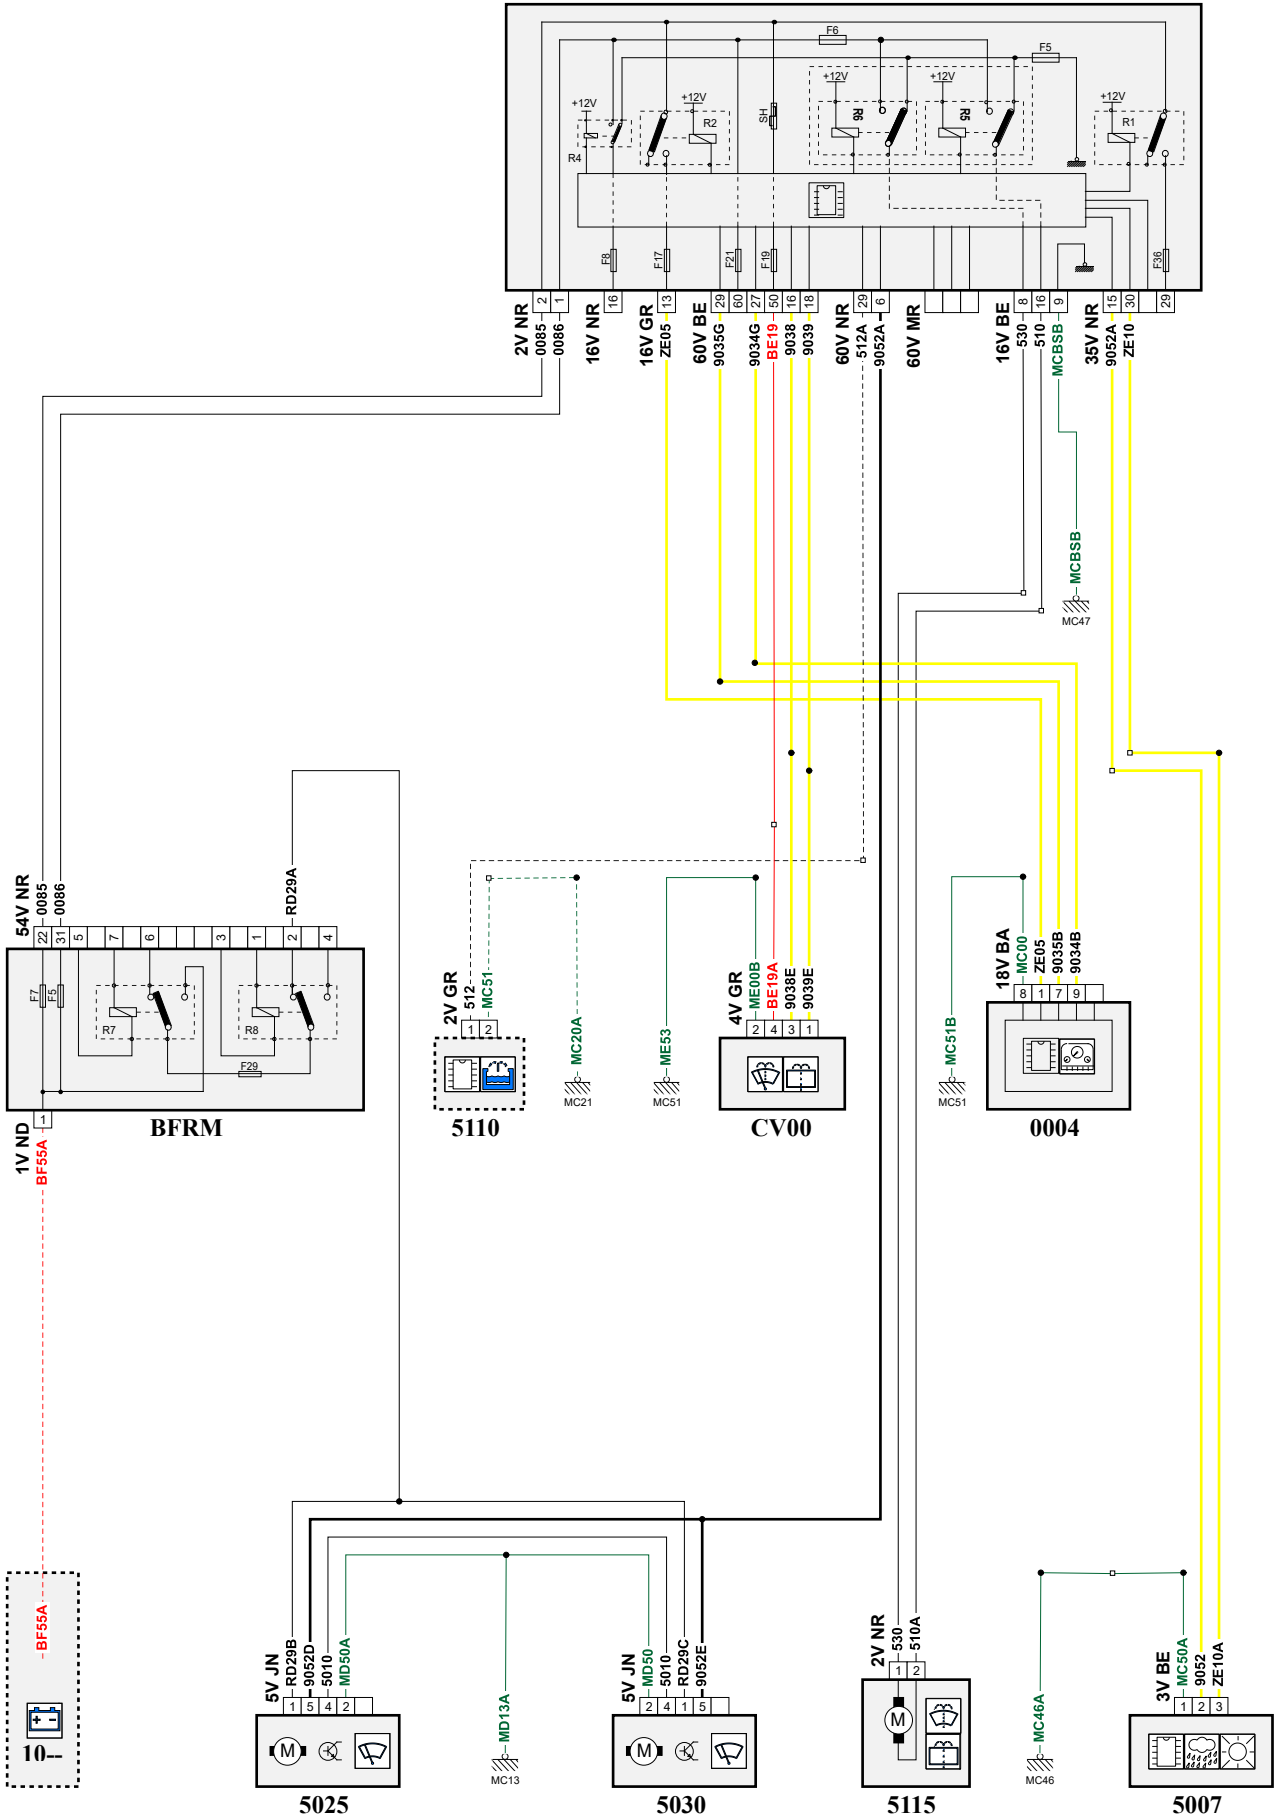 F6
F5
+12V +12V
+12V +12V +12V
SH R6 R5
R2 R1
R4
F8 F17 F21 F19 F36
2 1 16 13 29 60 27 50 16 18 29 6 8 16 9 15 30 29
2V NR 0085 0086 16V NR 16V GR ZE05 60V BE 9035G 9034G BE19 9038 9039 60V NR 512A 9052A 60V MR 16V BE 530 510 MCBSB 35V NR 9052A ZE10
MCBSB
MC47
54V NR 0085 0086 RD29A
22 31 5 7 6 3 1 2 4
F7 F5
R7 R8
F29
1
BFRM
1V ND BF55A
2V GR 512 MC51
1 2
5110
MC20A
MC21
ME53
MC51
4V GR ME00B BE19A 9038E 9039E
2 4 3 1
CV00
MC51B
MC51
18V BA MC00 ZE05 9035B 9034B
8 1 7 9
0004
BF55A
+ -
10--
5V JN RD29B 9052D 5010 MD50A
1 5 4 2
M
5025
MD13A
MC13
5V JN MD50 5010 RD29C 9052E
2 4 1 5
M
5030
2V NR 530 510A
1 2
M
5115
MC46A
MC46
3V BE MC50A 9052 ZE10A
1 2 3
5007